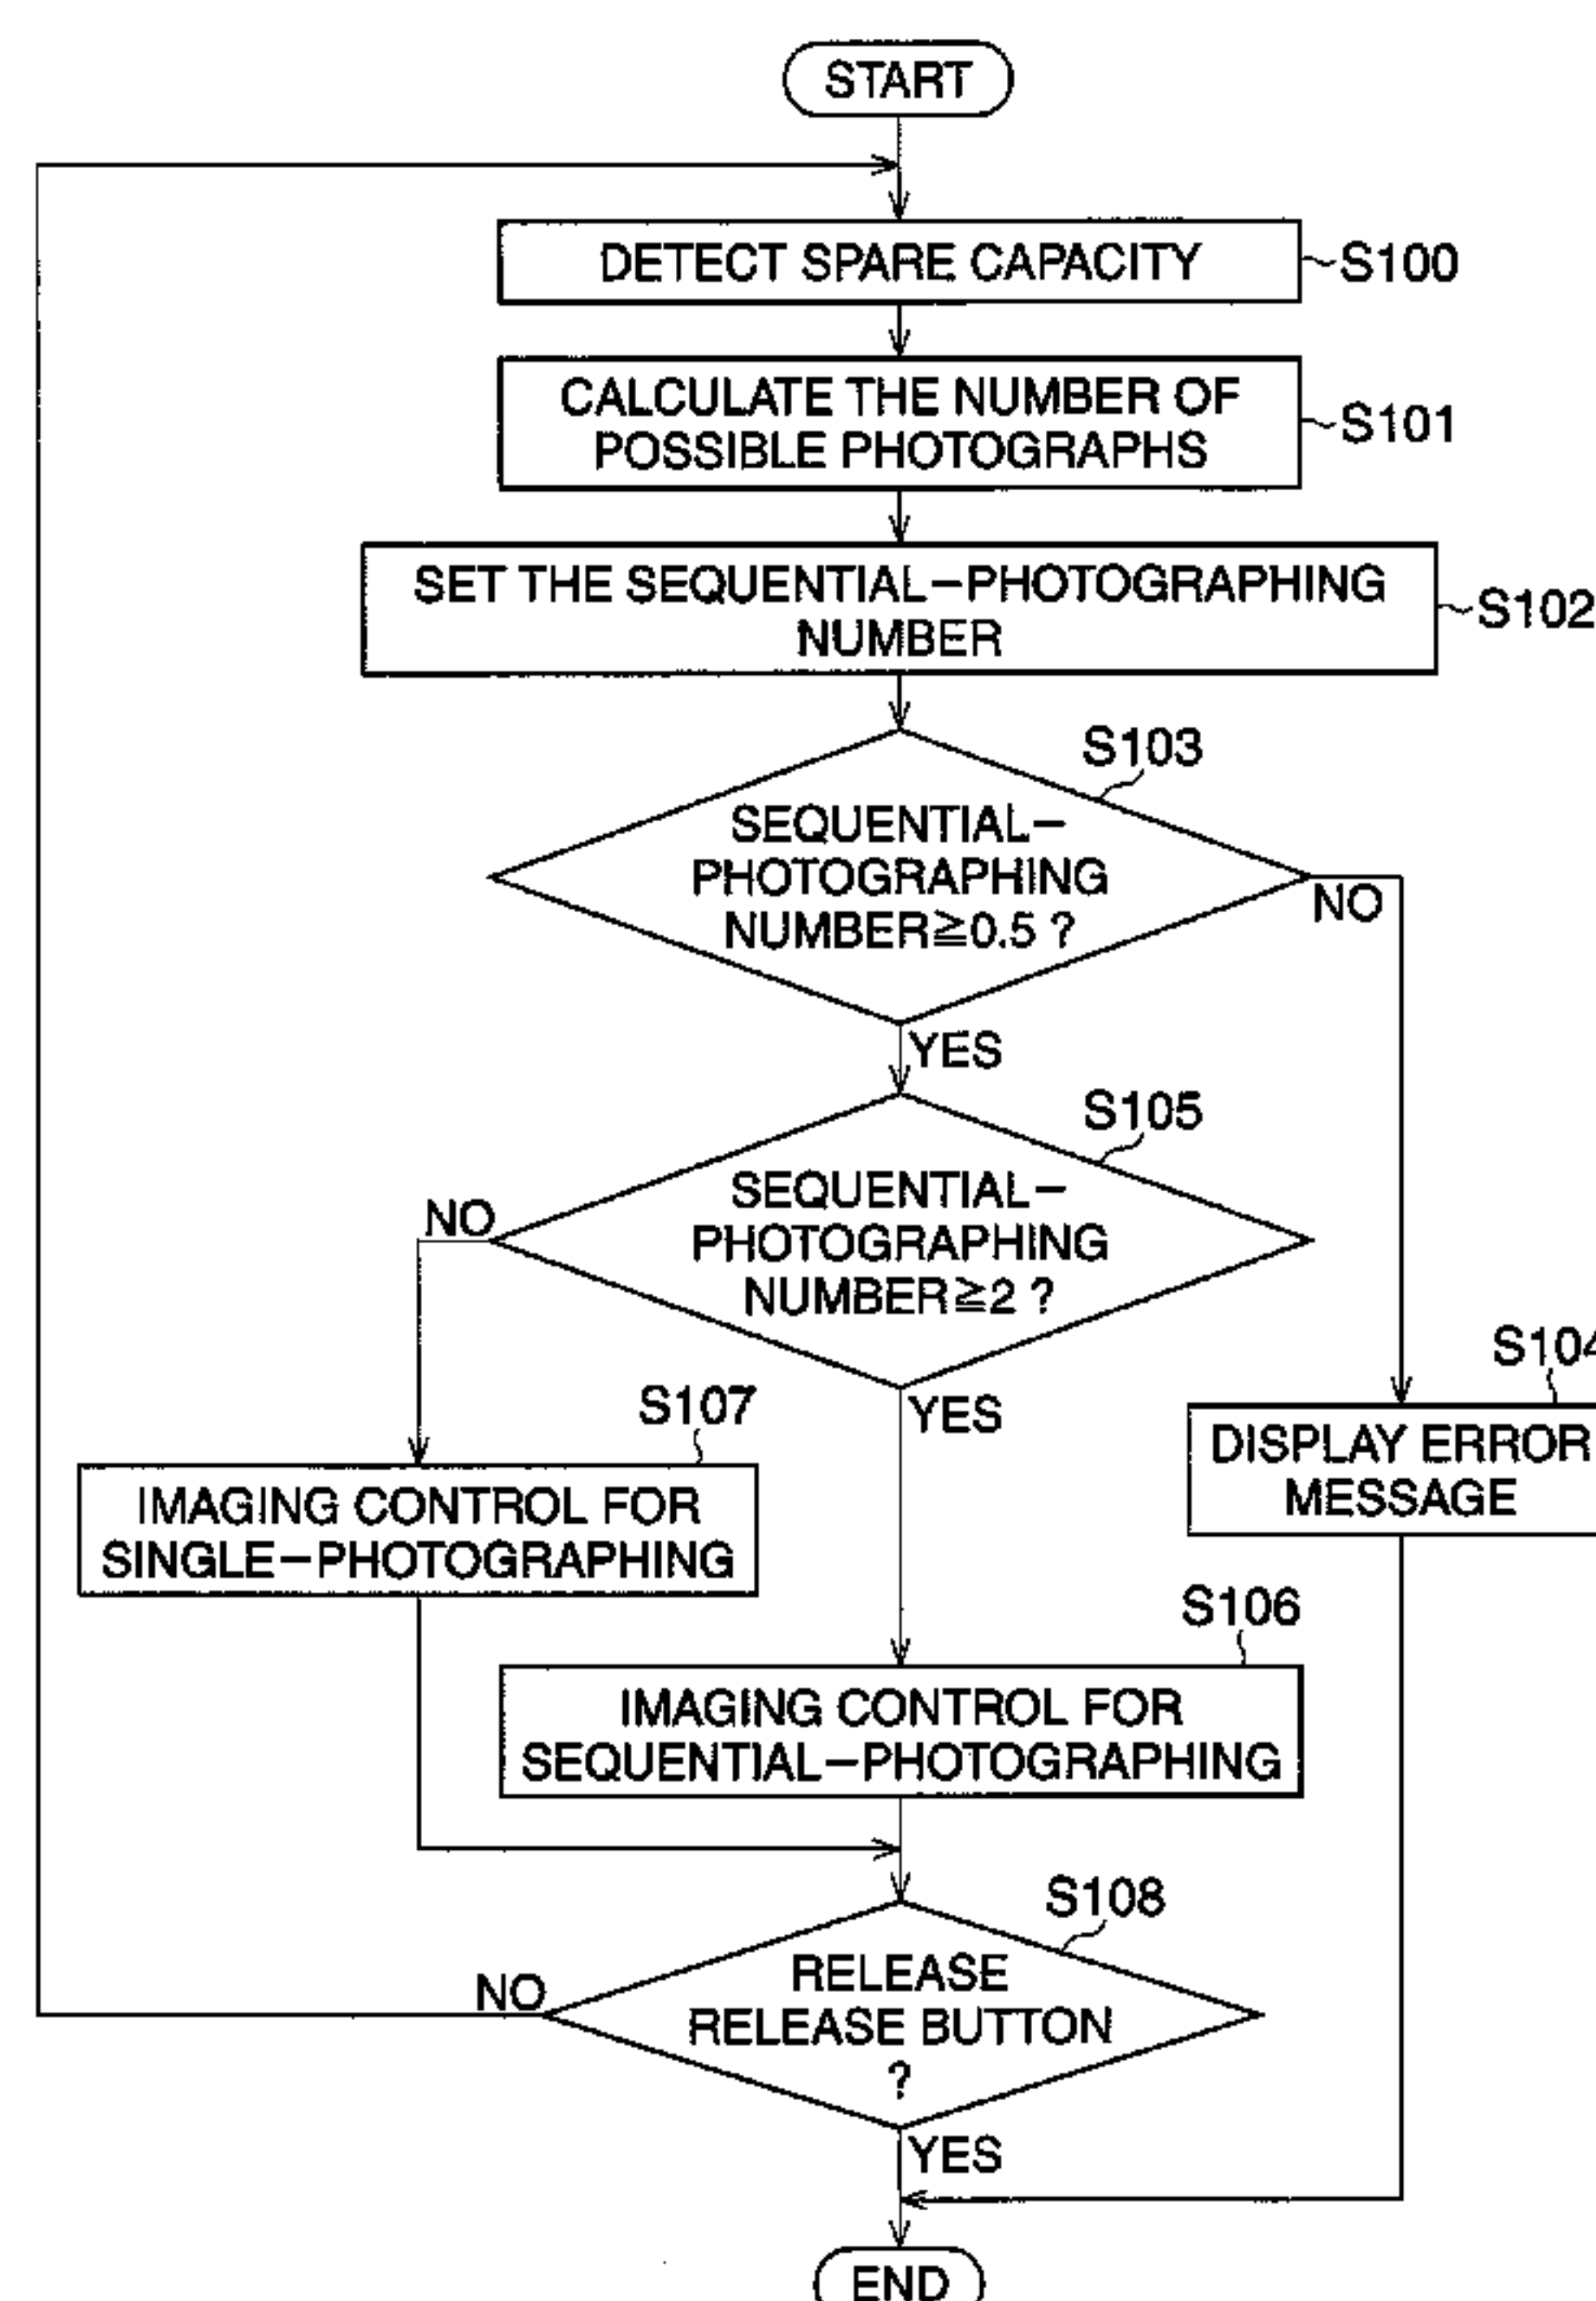 START
DETECT SPARE CAPACITY
S100
CALCULATE THE NUMBER OF
POSSIBLE PHOTOGRAPHS
S101
SET THE SEQUENTIAL-PHOTOGRAPHING
NUMBER
S102
S103
SEQUENTIAL-
PHOTOGRAPHING
NUMBER≧0.5 ?
NO
YES
S105
SEQUENTIAL-
PHOTOGRAPHING
NUMBER≧2 ?
NO
YES
S104
DISPLAY ERROR
MESSAGE
S107
IMAGING CONTROL FOR
SINGLE-PHOTOGRAPHING
S106
IMAGING CONTROL FOR
SEQUENTIAL-PHOTOGRAPHING
S108
RELEASE
RELEASE BUTTON
?
NO
YES
END